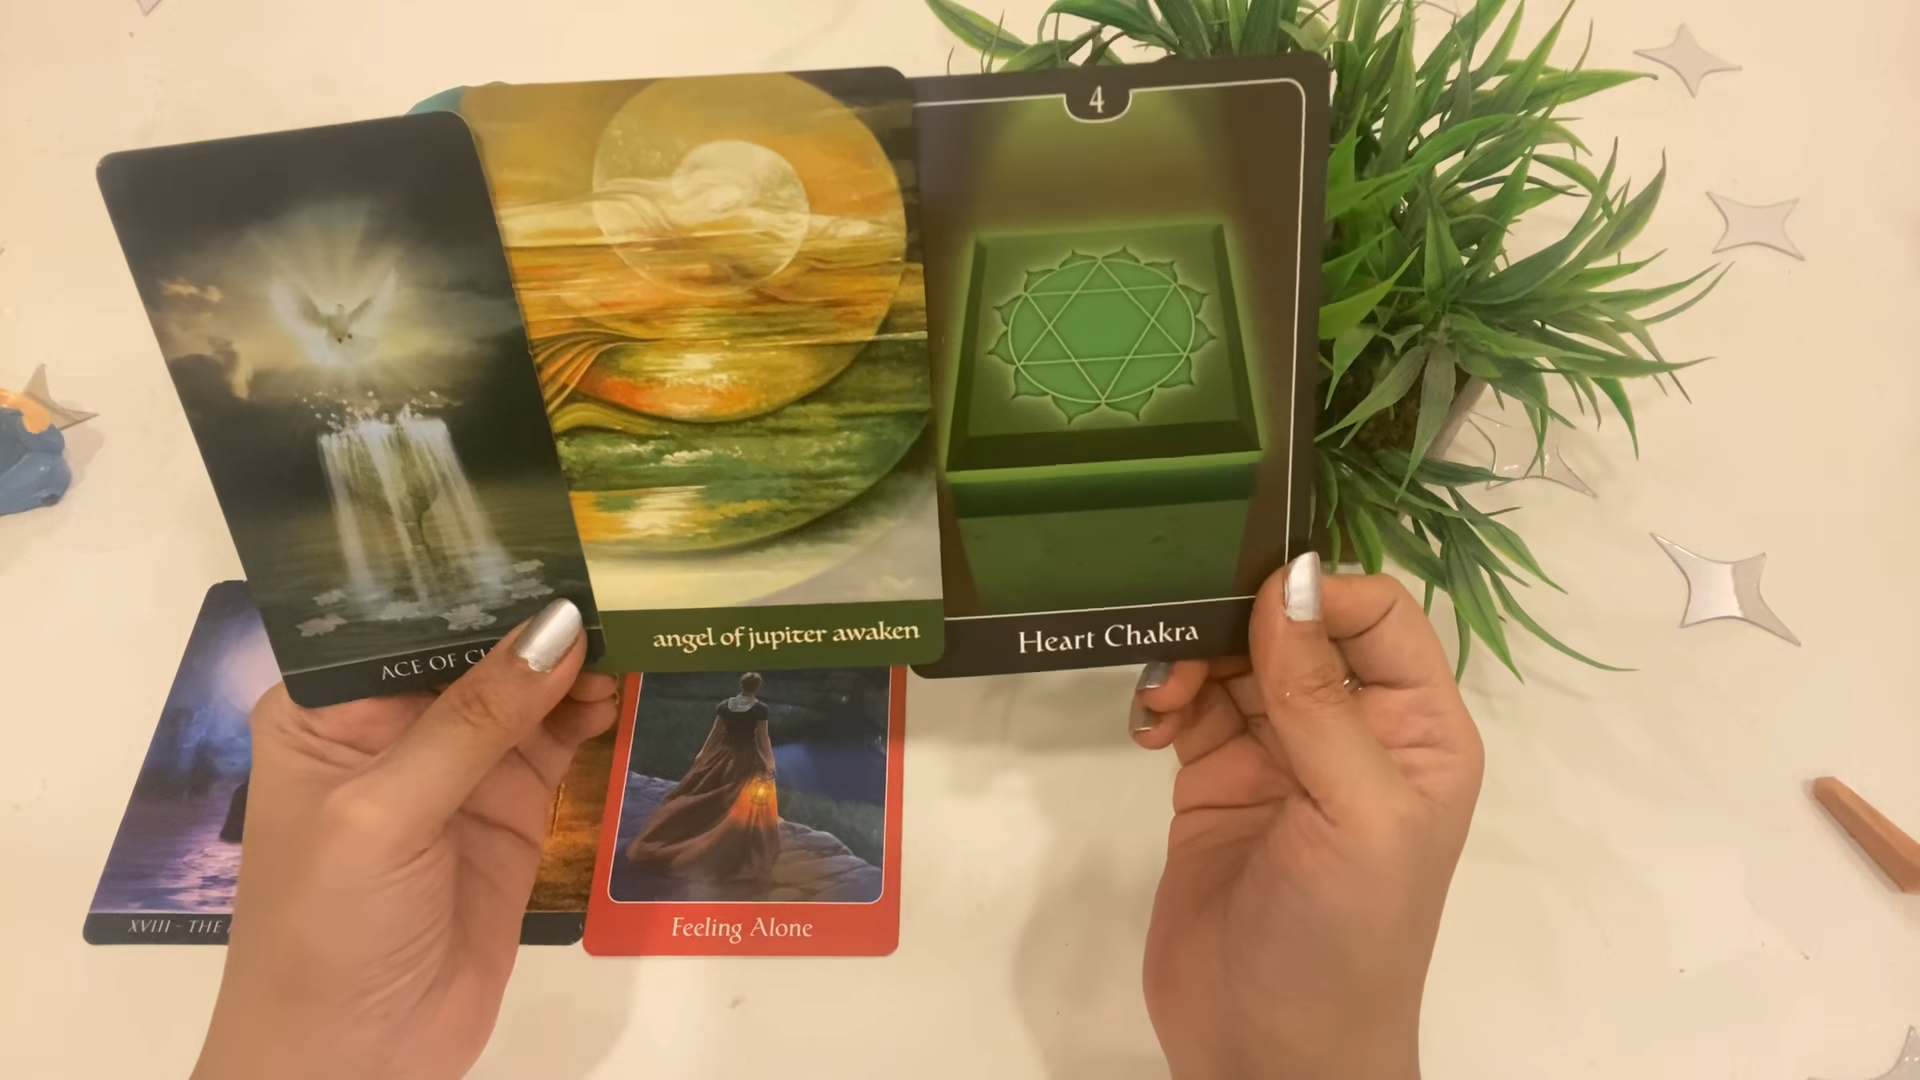 4
ACE OF
angel of jupiter awaken
Heart Chakra
XVIII - THE
Feeling Alone